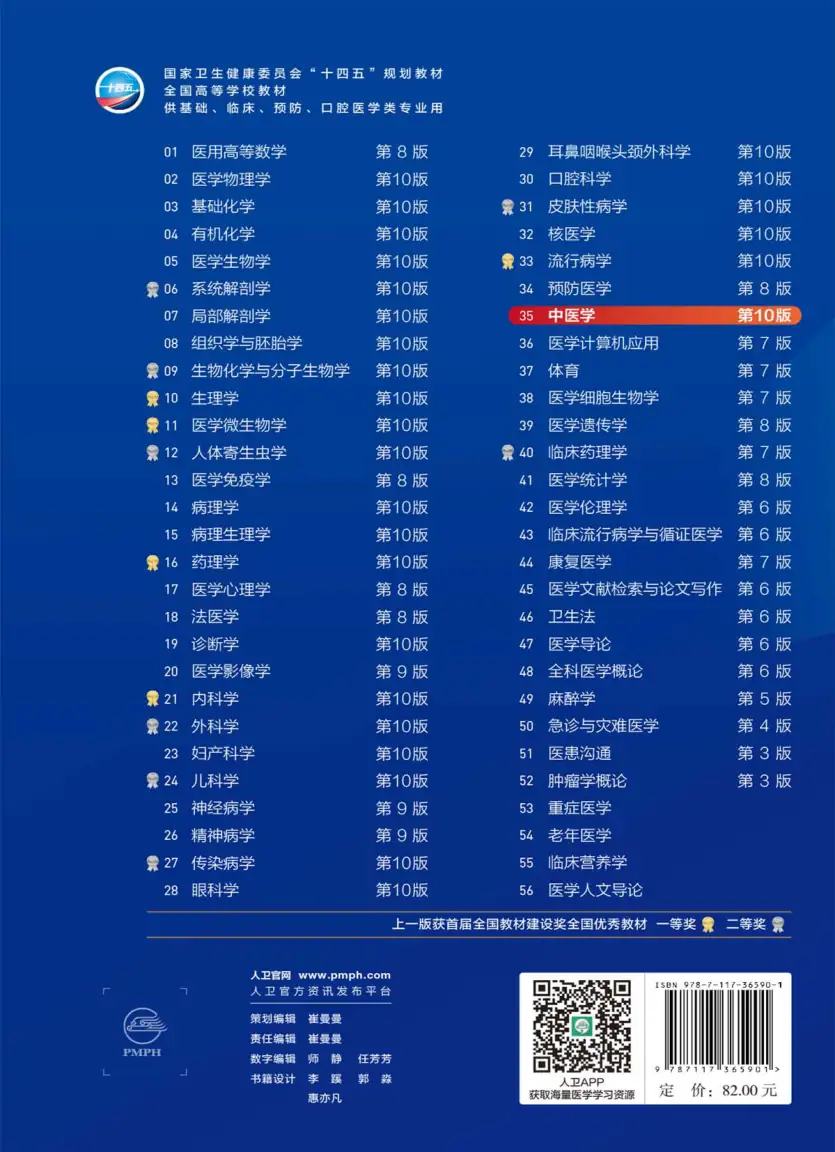 十四五
国家卫生健康委员会“十四五”规划教材
全国高等学校教材
供基础、临床、预防、口腔医学类专业用
01 医用高等数学 第 8 版
02 医学物理学 第10版
03 基础化学 第10版
04 有机化学 第10版
05 医学生物学 第10版
06 系统解剖学 第10版
07 局部解剖学 第10版
08 组织学与胚胎学 第10版
09 生物化学与分子生物学 第10版
10 生理学 第10版
11 医学微生物学 第10版
12 人体寄生虫学 第10版
13 医学免疫学 第 8 版
14 病理学 第10版
15 病理生理学 第10版
16 药理学 第10版
17 医学心理学 第 8 版
18 法医学 第 8 版
19 诊断学 第10版
20 医学影像学 第 9 版
21 内科学 第10版
22 外科学 第10版
23 妇产科学 第10版
24 儿科学 第10版
25 神经病学 第 9 版
26 精神病学 第 9 版
27 传染病学 第10版
28 眼科学 第10版
29 耳鼻咽喉头颈外科学 第10版
30 口腔科学 第10版
31 皮肤性病学 第10版
32 核医学 第10版
33 流行病学 第10版
34 预防医学 第 8 版
35 中医学 第10版
36 医学计算机应用 第 7 版
37 体育 第 7 版
38 医学细胞生物学 第 7 版
39 医学遗传学 第 8 版
40 临床药理学 第 7 版
41 医学统计学 第 8 版
42 医学伦理学 第 6 版
43 临床流行病学与循证医学 第 6 版
44 康复医学 第 7 版
45 医学文献检索与论文写作 第 6 版
46 卫生法 第 6 版
47 医学导论 第 6 版
48 全科医学概论 第 6 版
49 麻醉学 第 5 版
50 急诊与灾难医学 第 4 版
51 医患沟通 第 3 版
52 肿瘤学概论 第 3 版
53 重症医学
54 老年医学
55 临床营养学
56 医学人文导论
上一版获首届全国教材建设奖全国优秀教材 一等奖 二等奖
PMPH
人卫官网 www.pmph.com
人卫官方资讯发布平台
策划编辑 崔曼曼
责任编辑 崔曼曼
数字编辑 师 静 任芳芳
书籍设计 李 蹊 郭 淼
惠亦凡
人卫APP
获取海量医学学习资源
ISBN 978-7-117-36590-1
9 787117 365901 >
定 价：82.00 元